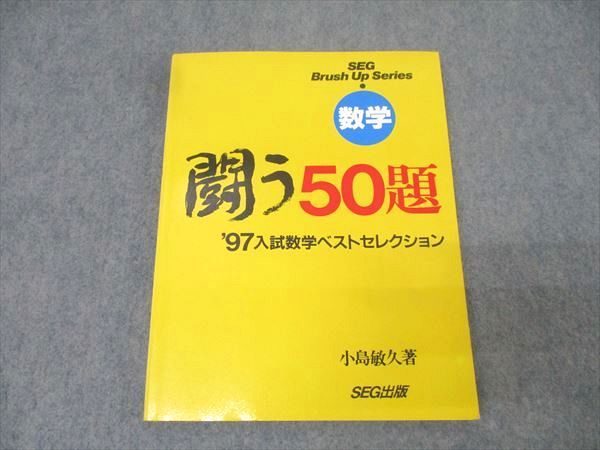 SEG
Brush Up Series
数学
闘う50題
'97入試数学ベストセレクション
小島敏久著
SEG出版